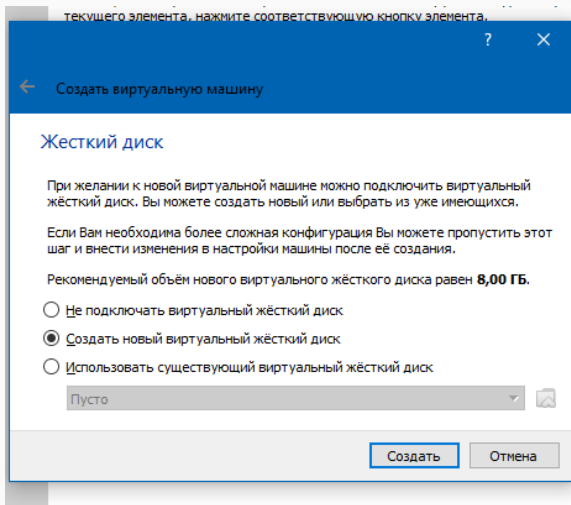 текущего элемента, нажмите соответствующую кнопку элемента.
?
Создать виртуальную машину
Жесткий диск
При желании к новой виртуальной машине можно подключить виртуальный
жёсткий диск. Вы можете создать новый или выбрать из уже имеющихся.
Если Вам необходима более сложная конфигурация Вы можете пропустить этот
шаг и внести изменения в настройки машины после её создания.
Рекомендуемый объём нового виртуального жёсткого диска равен 8,00 ГБ.
Не подключать виртуальный жёсткий диск
Создать новый виртуальный жёсткий диск
Использовать существующий виртуальный жёсткий диск
Пусто
Создать Отмена